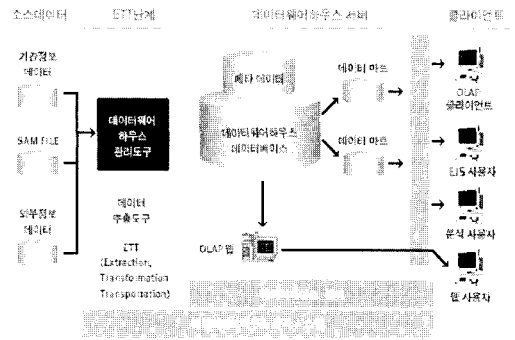 소스데이터
ETT단계
데이터웨어하우스 서버
클라이언트
기간정보
데이터
SAM FILE
외부정보
데이터
데이터웨어
하우스
관리도구
데이터
추출도구
ETT
(Extraction,
Transformation
Transportation)
메타 데이터
데이터웨어하우스
데이터베이스
데이터 마트
데이터 마트
OLAP 웹
OLAP
클라이언트
EIS 사용자
분석 사용자
웹 사용자